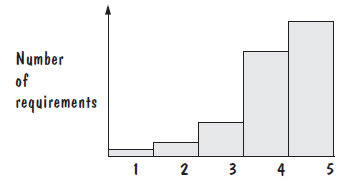 Number
of
requirements
1 2 3 4 5